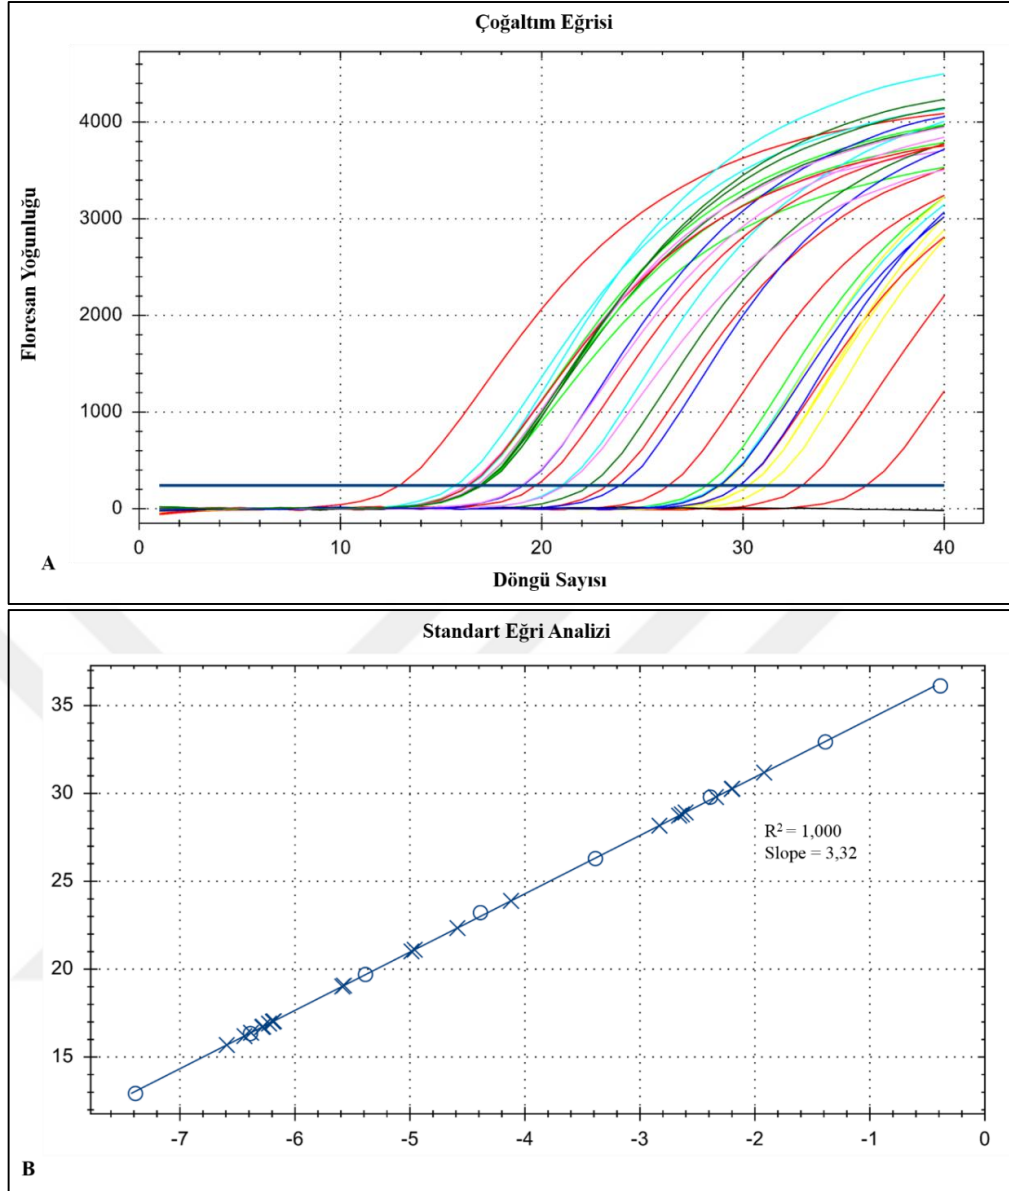 Çoğaltım Eğrisi
4000
3000
2000
1000
0
Floresan Yoğunluğu
0 10 20 30 40
A
Döngü Sayısı
Standart Eğri Analizi
35
30
25
20
15
R² = 1,000
Slope = 3,32
-7 -6 -5 -4 -3 -2 -1 0
B